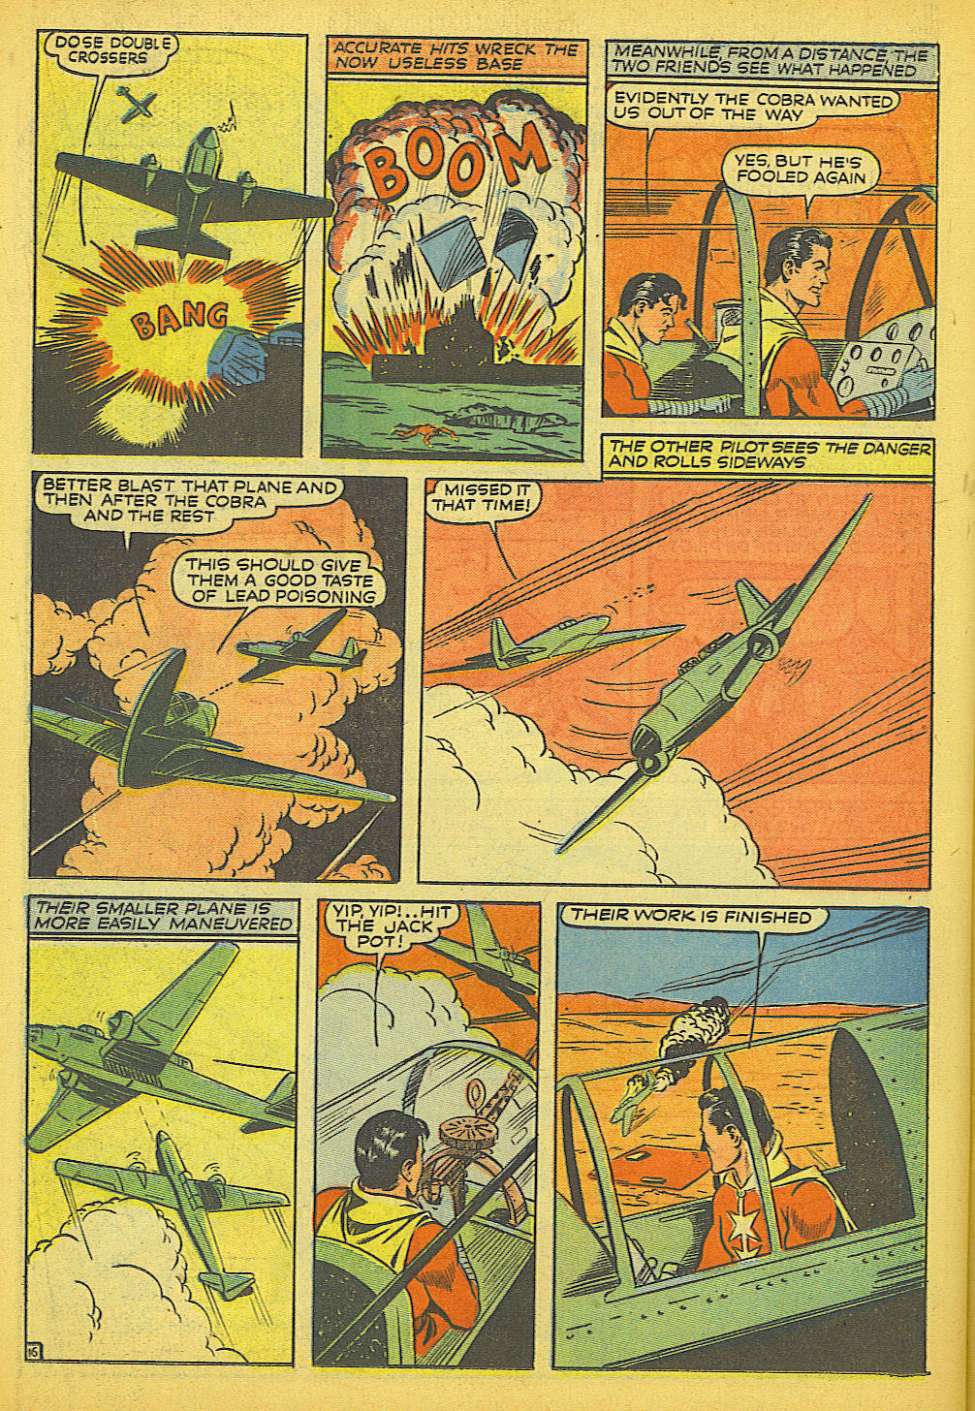 DOSE DOUBLE
CROSSERS
BANG
ACCURATE HITS WRECK THE
NOW USELESS BASE
BOOM
MEANWHILE, FROM A DISTANCE, THE
TWO FRIENDS SEE WHAT HAPPENED
EVIDENTLY THE COBRA WANTED
US OUT OF THE WAY
YES, BUT HE'S
FOOLED AGAIN
BETTER BLAST THAT PLANE AND
THEN AFTER THE COBRA
AND THE REST
THIS SHOULD GIVE
THEM A GOOD TASTE
OF LEAD POISONING
THE OTHER PILOT SEES THE DANGER
AND ROLLS SIDEWAYS
MISSED IT
THAT TIME!
THEIR SMALLER PLANE IS
MORE EASILY MANEUVERED
YIP, YIP!..HIT
THE JACK
POT!
THEIR WORK IS FINISHED
16